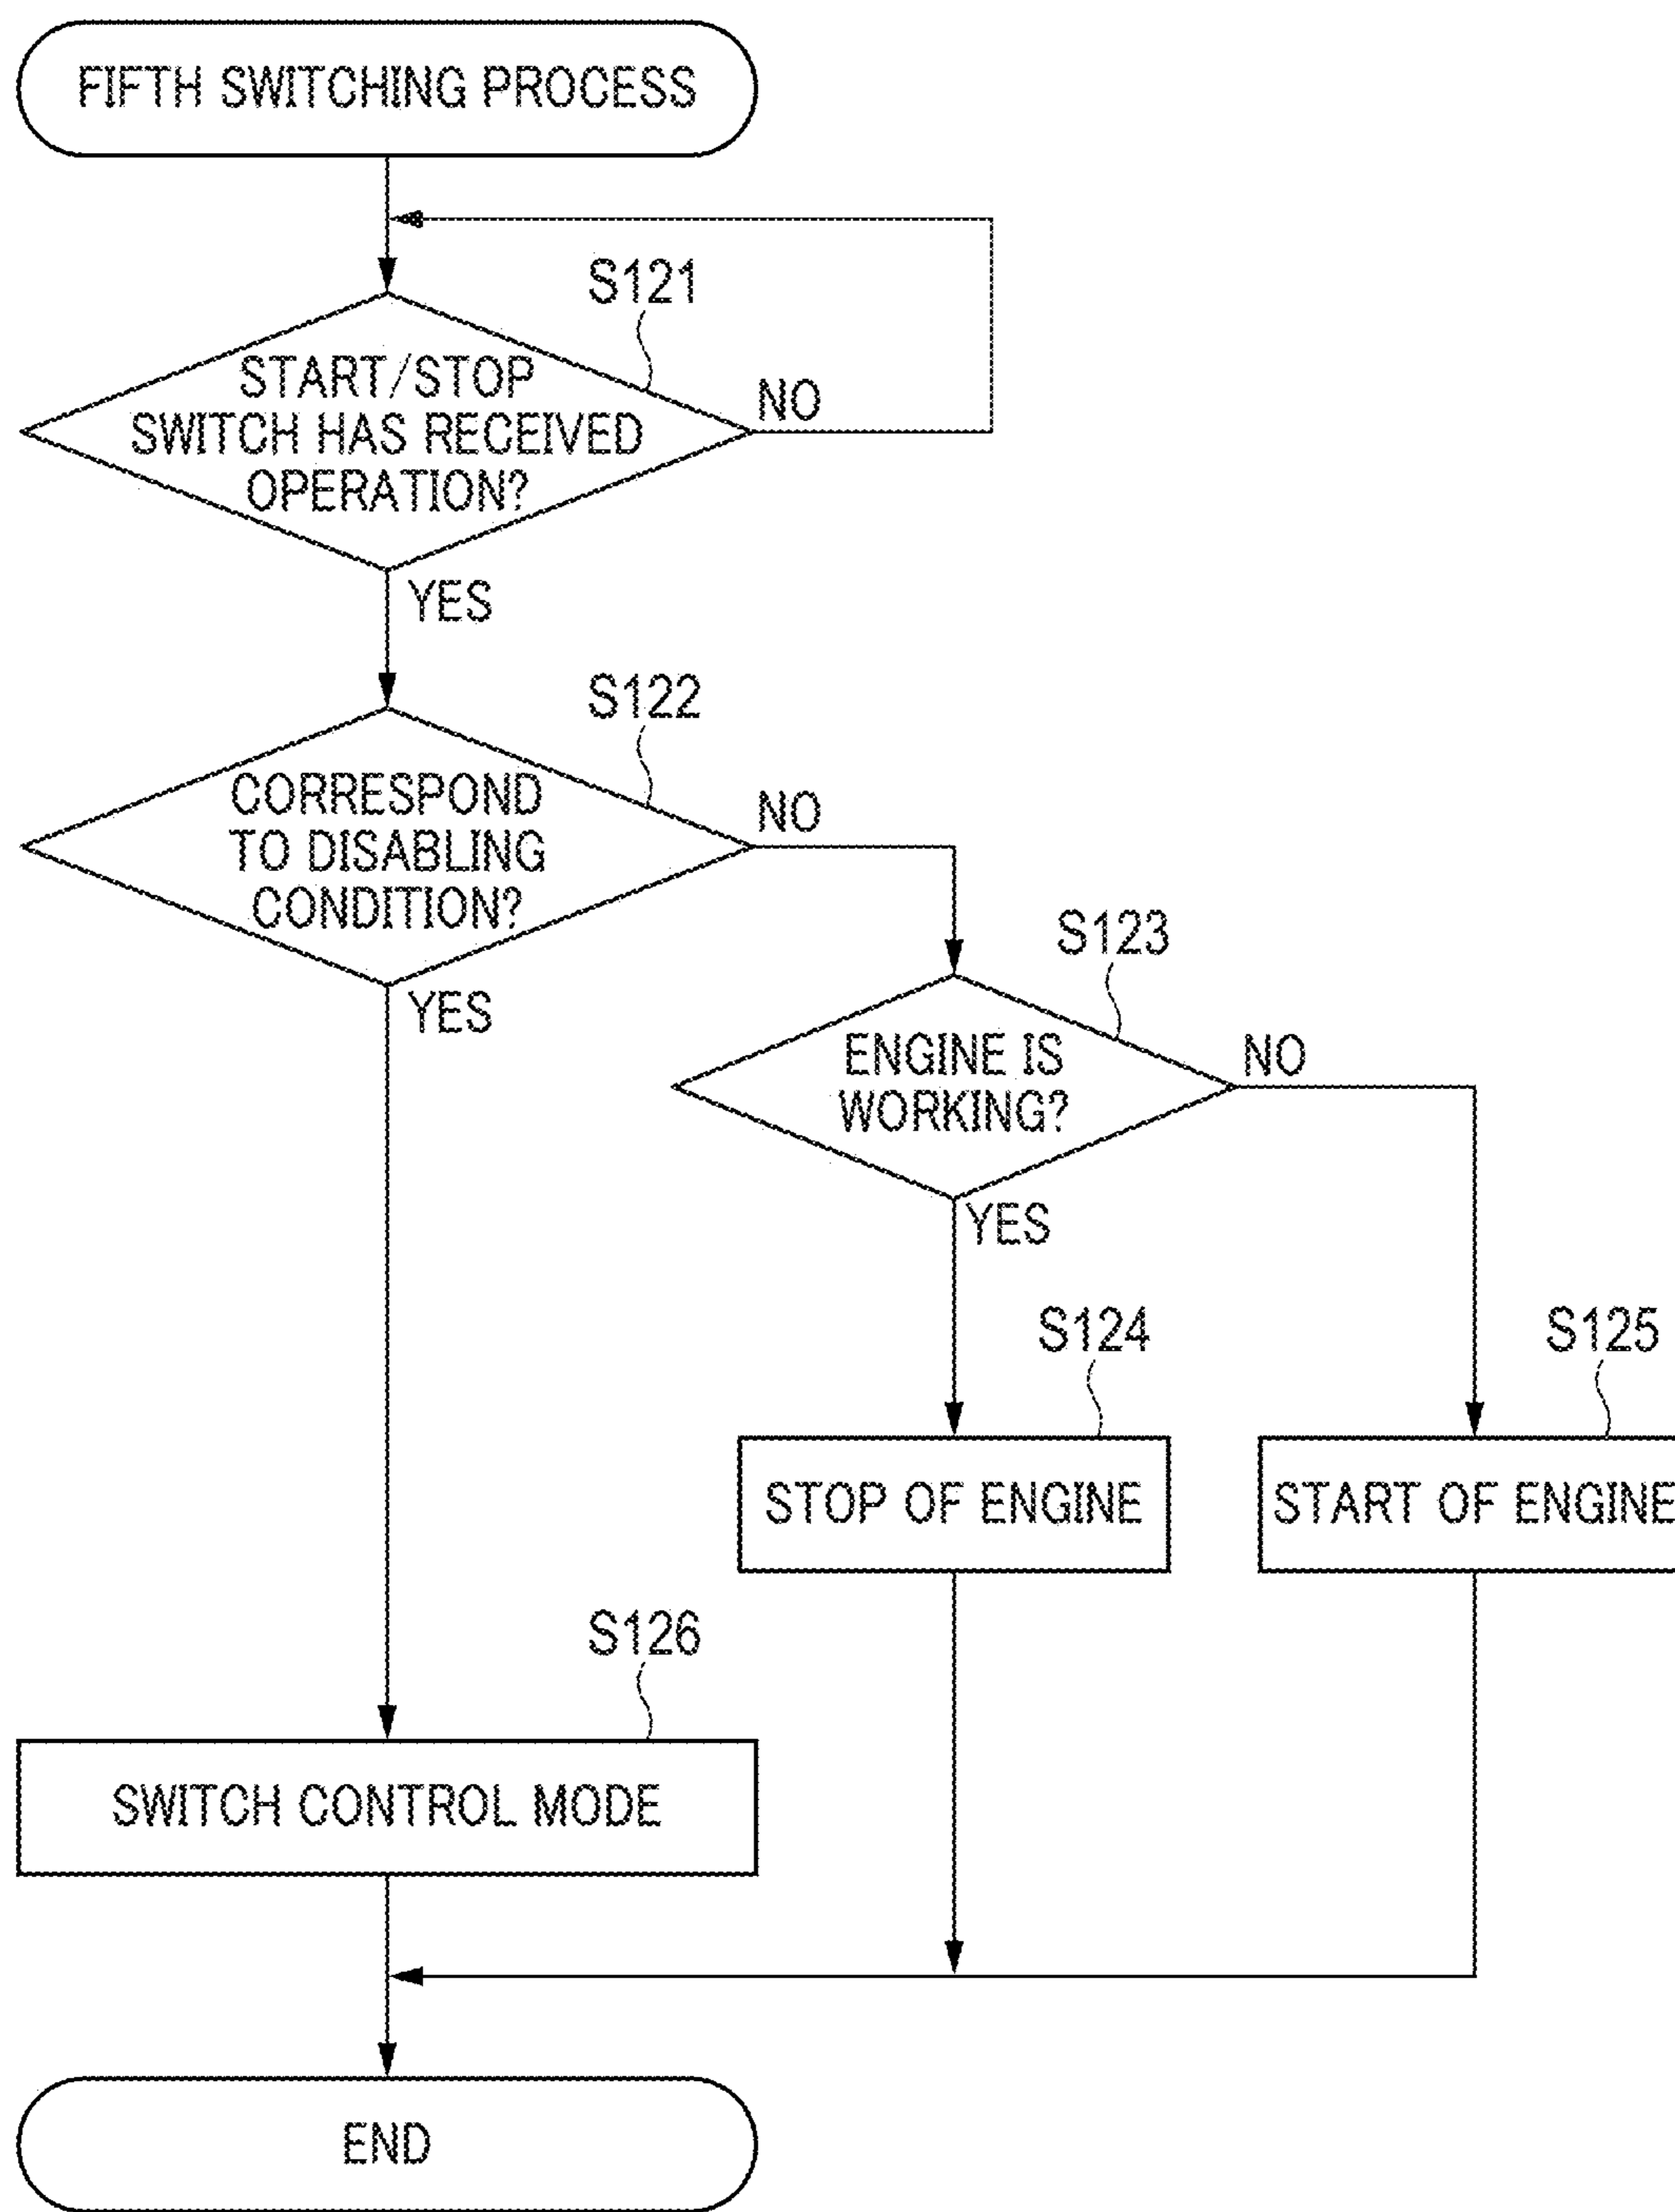 FIFTH SWITCHING PROCESS
S121
START/STOP
SWITCH HAS RECEIVED
OPERATION?
NO
YES
S122
CORRESPOND
TO DISABLING
CONDITION?
NO
YES
S123
ENGINE IS
WORKING?
NO
YES
S124
STOP OF ENGINE
S125
START OF ENGINE
S126
SWITCH CONTROL MODE
END